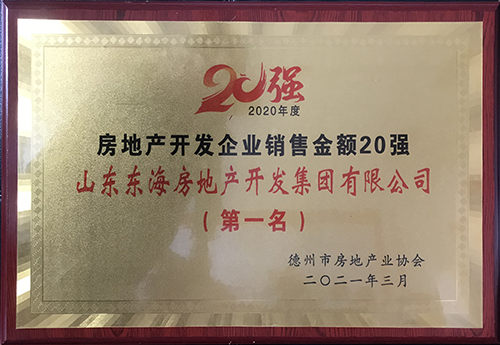 20强
2020年度
房地产开发企业销售金额20强
山东东海房地产开发集团有限公司
（第一名）
德州市房地产业协会
二〇二一年三月